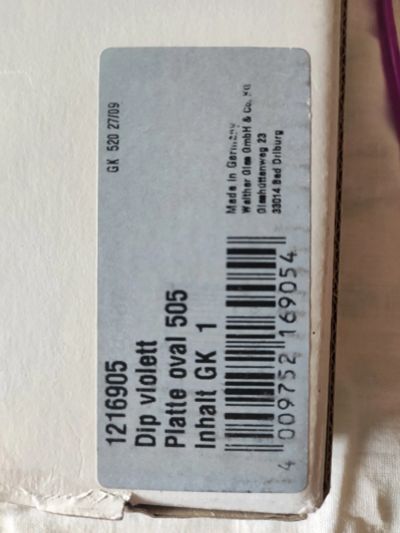 1216905
Dip violett
Platte oval 505
Inhalt GK 1
4 009752 169054
GK 520 27/09
Made in Germany
Walther Glas GmbH & Co. KG
Glashüttenweg 23
33014 Bad Driburg